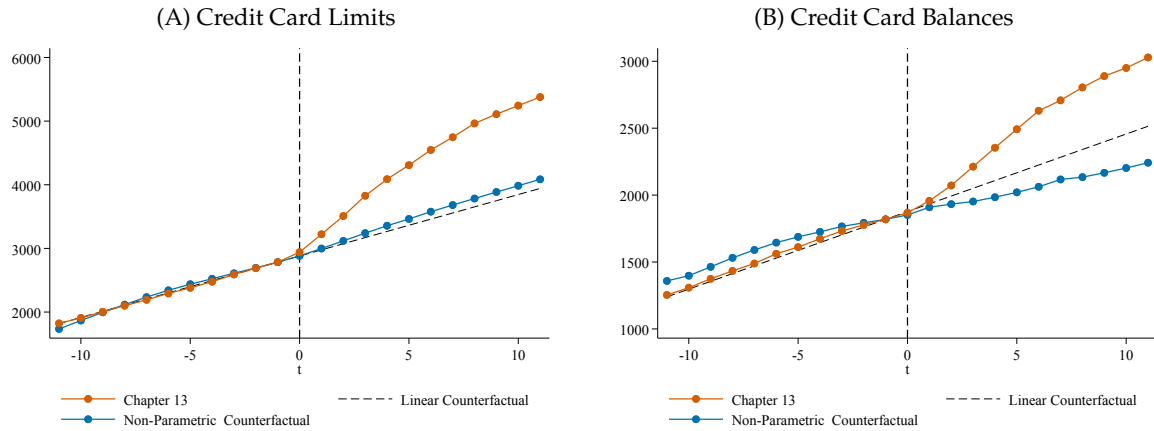 (A) Credit Card Limits
6000
5000
4000
3000
2000
-10 -5 0 5 10
t
Chapter 13
Linear Counterfactual
Non-Parametric Counterfactual
(B) Credit Card Balances
3000
2500
2000
1500
1000
-10 -5 0 5 10
t
Chapter 13
Linear Counterfactual
Non-Parametric Counterfactual